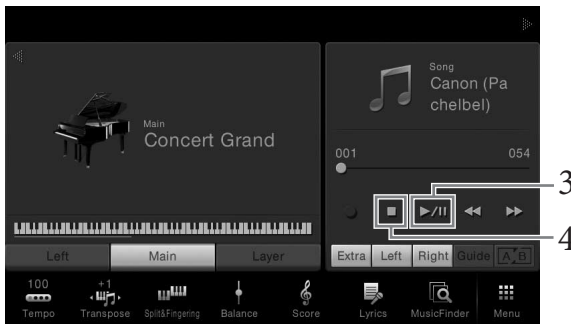 Main
Concert Grand
Song
Canon (Pa
chelbel)
001
054
3
4
Left
Main
Layer
Extra
Left
Right
Guide
A B
100
+1
Tempo
Transpose
Split&Fingering
Balance
Score
Lyrics
MusicFinder
Menu